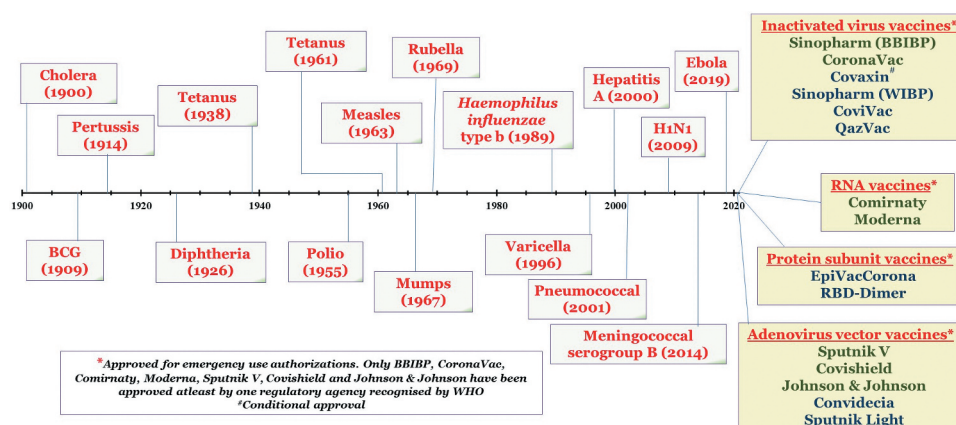 Cholera
(1900)
Pertussis
(1914)
Tetanus
(1938)
Tetanus
(1961)
Measles
(1963)
Rubella
(1969)
Haemophilus
influenzae
type b (1989)
Hepatitis
A (2000)
H1N1
(2009)
Ebola
(2019)
1900
1920
1940
1960
1980
2000
2020
BCG
(1909)
Diphtheria
(1926)
Polio
(1955)
Mumps
(1967)
Varicella
(1996)
Pneumococcal
(2001)
Meningococcal
serogroup B (2014)
Inactivated virus vaccines*
Sinopharm (BBIBP)
CoronaVac
Covaxin#
Sinopharm (WIBP)
CoviVac
QazVac
RNA vaccines*
Comirnaty
Moderna
Protein subunit vaccines*
EpiVacCorona
RBD-Dimer
Adenovirus vector vaccines*
Sputnik V
Covishield
Johnson & Johnson
Convidecia
Sputnik Light
*Approved for emergency use authorizations. Only BBIBP, CoronaVac,
Comirnaty, Moderna, Sputnik V, Covishield and Johnson & Johnson have been
approved atleast by one regulatory agency recognised by WHO
#Conditional approval